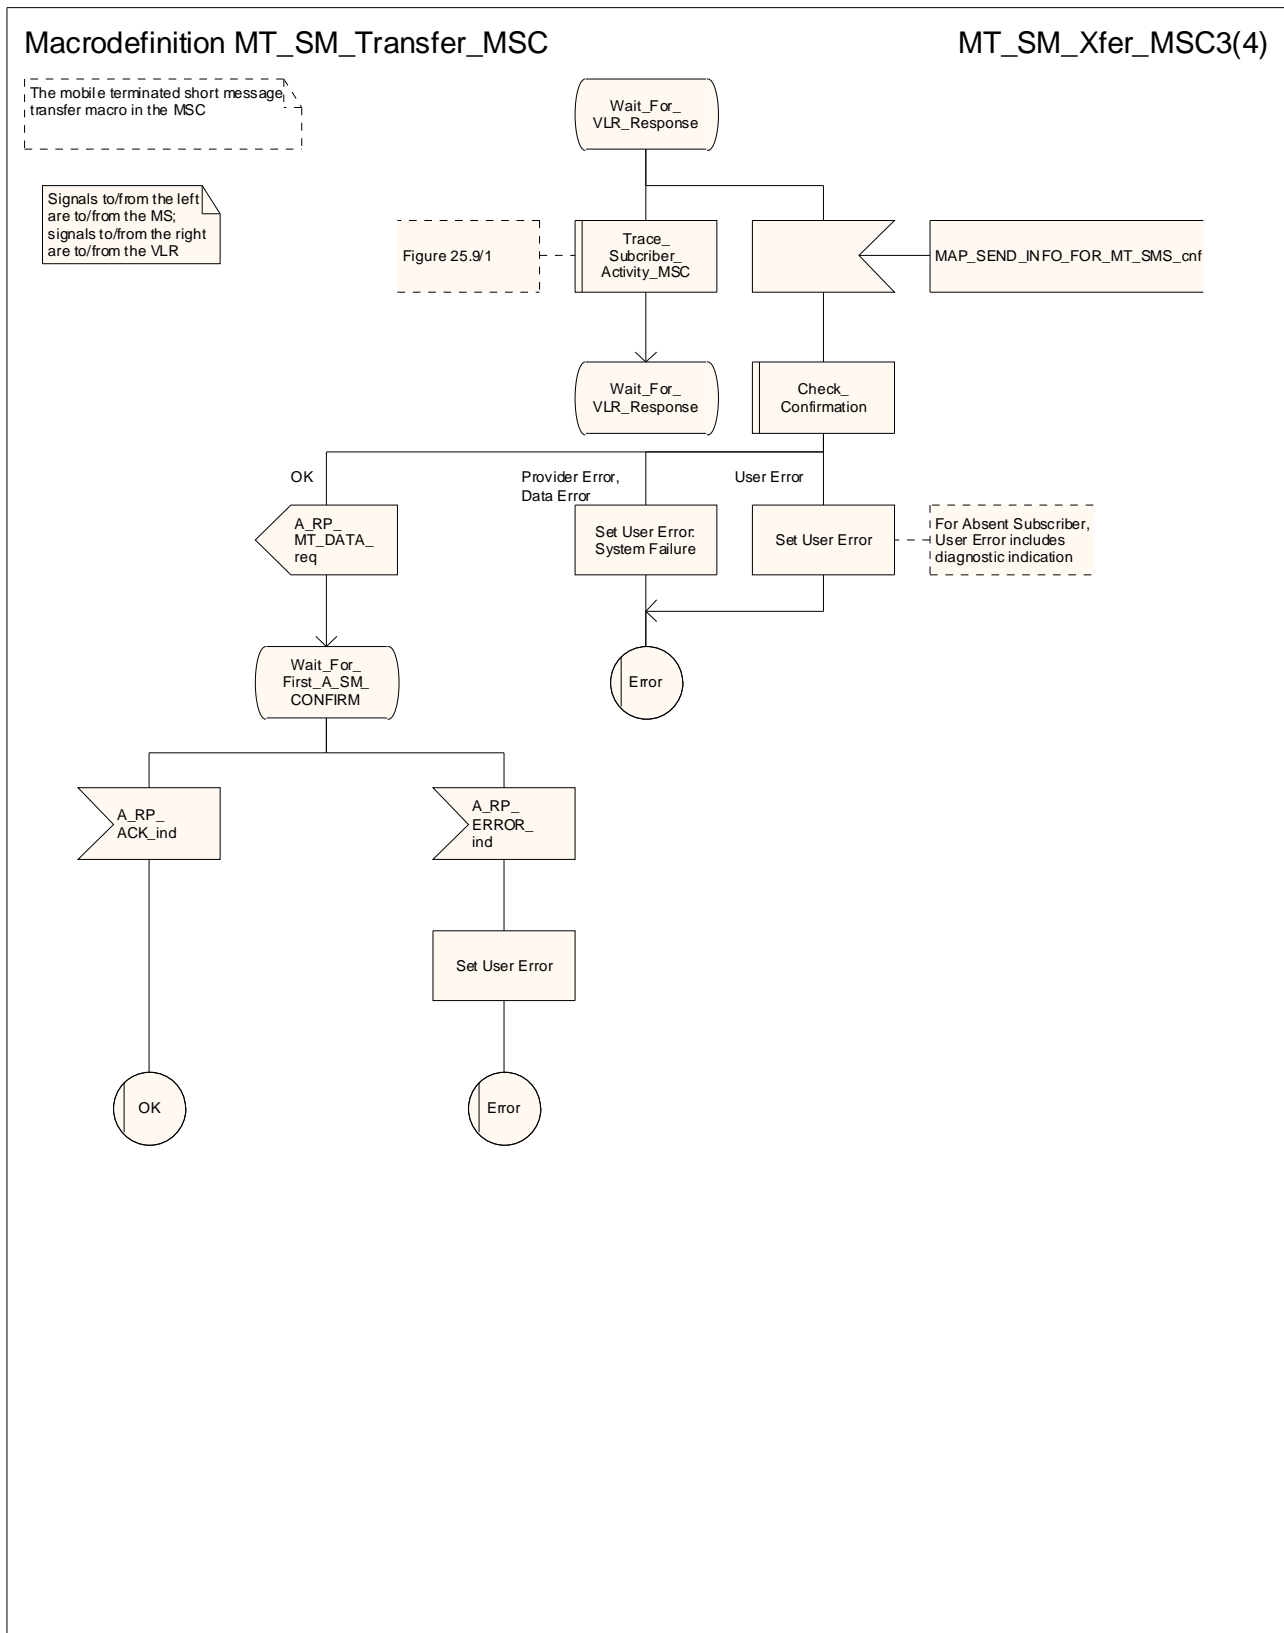 Macrodefinition MT_SM_Transfer_MSC
MT_SM_Xfer_MSC3(4)
The mobile terminated short message
transfer macro in the MSC
Signals to/from the left
are to/from the MS;
signals to/from the right
are to/from the VLR
Wait_For_
VLR_Response
Figure 25.9/1
Trace_
Subcriber_
Activity_MSC
MAP_SEND_INFO_FOR_MT_SMS_cnf
Wait_For_
VLR_Response
Check_
Confirmation
OK
Provider Error,
Data Error
User Error
A_RP_
MT_DATA_
req
Set User Error:
System Failure
Set User Error
For Absent Subscriber,
User Error includes
diagnostic indication
Wait_For_
First_A_SM_
CONFIRM
Error
A_RP_
ACK_ind
A_RP_
ERROR_
ind
Set User Error
OK
Error